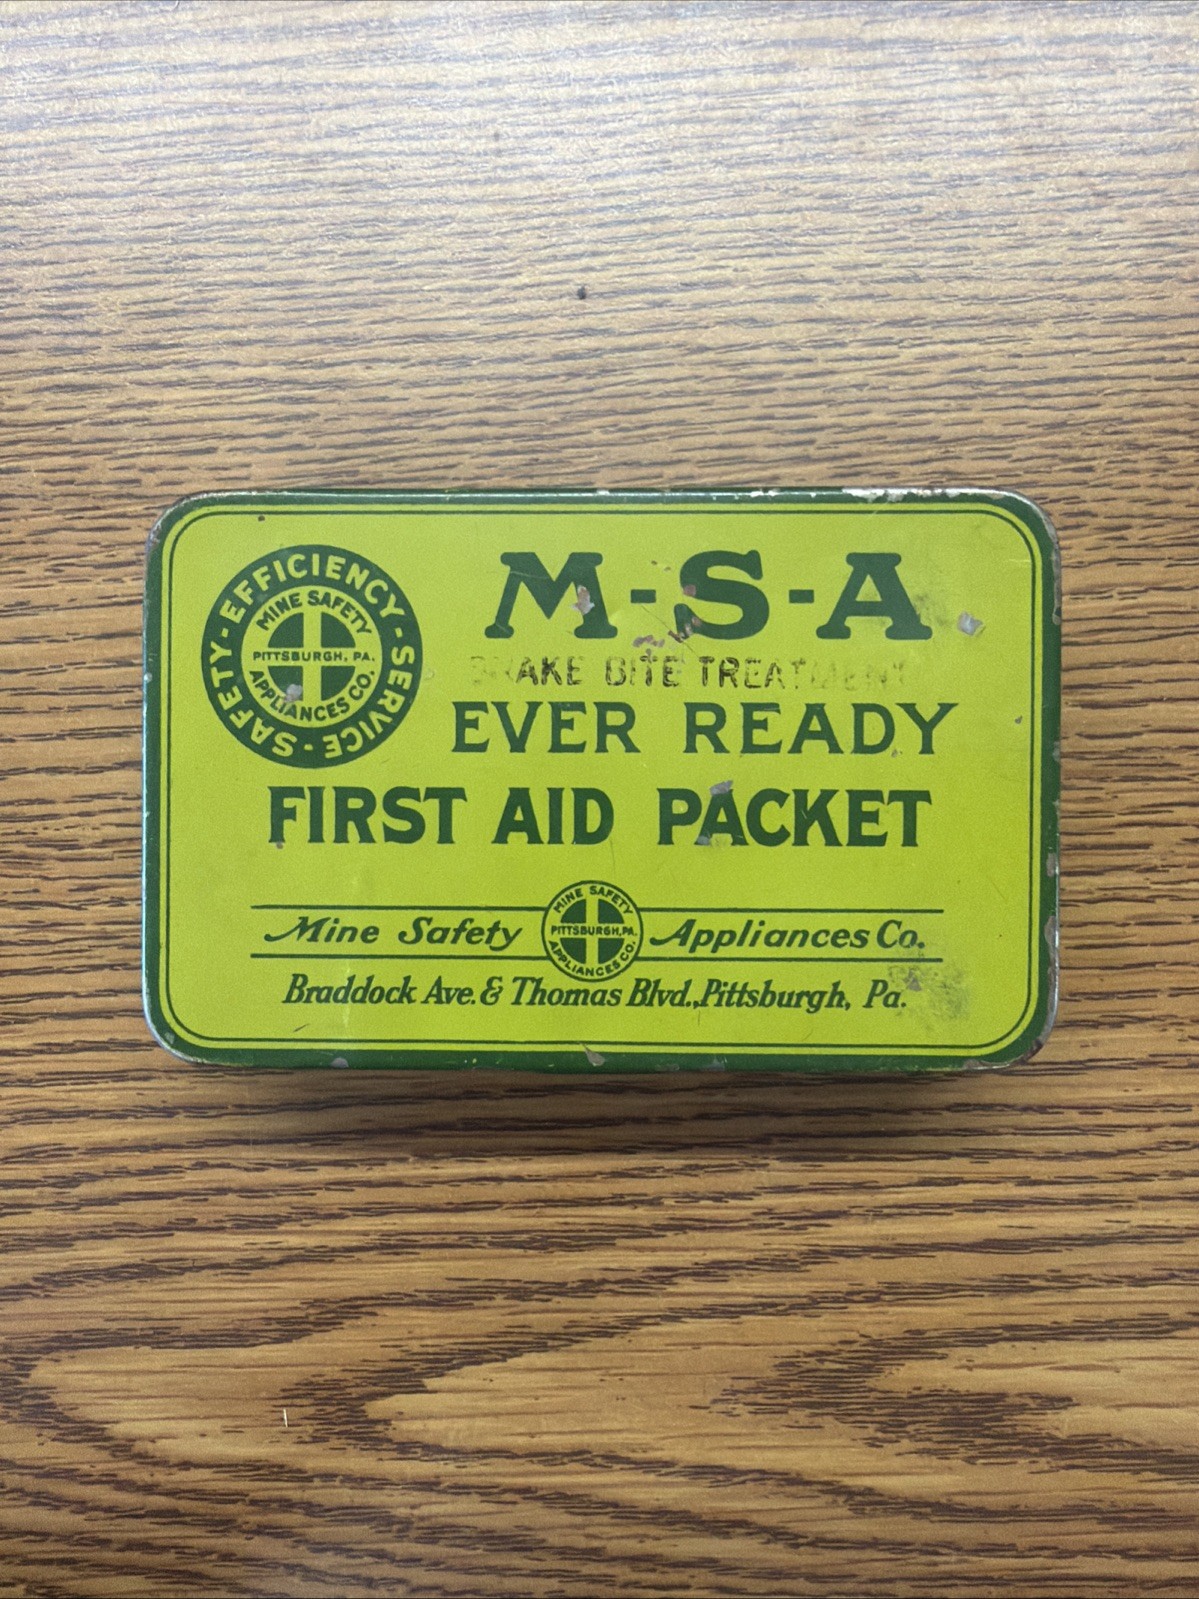 SAFETY-EFFICIENCY-SERVICE-
MINE SAFETY
PITTSBURGH, PA.
APPLIANCES CO.
M-S-A
BITE TREATMENT
EVER READY
FIRST AID PACKET
Mine Safety
MINE SAFETY
PITTSBURGH, PA.
APPLIANCES CO.
Appliances Co.
Braddock Ave. & Thomas Blvd., Pittsburgh, Pa.